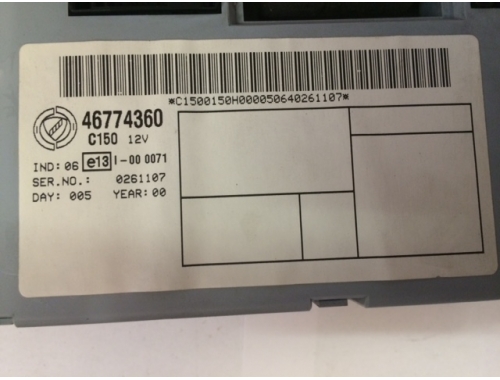 *C1500150H000050640261107*
46774360
C150 12V
IND: 06 e13 I-00 0071
SER.NO.: 0261107
DAY: 005 YEAR: 00